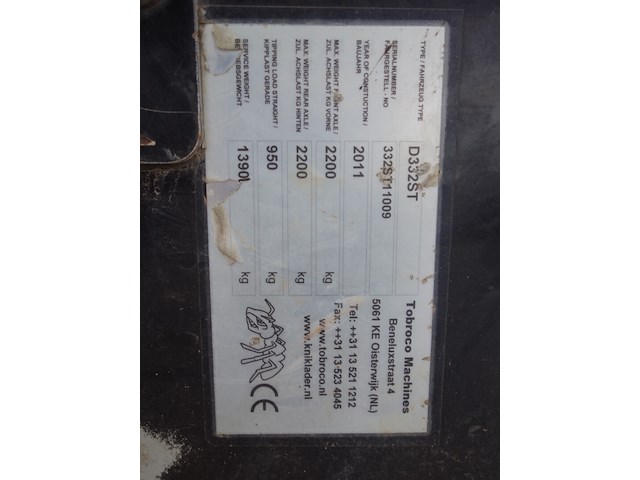 Tobroco Machines
Beneluxstraat 4
5061 KE Oisterwijk (NL)
Tel: ++31 13 521 1212
Fax: ++31 13-523 4045
www.tobroco.nl
www.kniklader.nl
CE
TYPE / FAHRZEUG TYPE
D332ST
SERIALNUMBER /
FAHRGESTELL - NO
332ST11009
YEAR OF CONSTUCTION /
BAUJAHR
2011
MAX. WEIGHT FRONT AXLE /
ZUL. ACHSLAST KG VORNE
2200 kg
MAX. WEIGHT REAR AXLE /
ZUL. ACHSLAST KG HINTEN
2200 kg
TIPPING LOAD STRAIGHT /
KIPPLAST GERADE
950 kg
SERVICE WEIGHT /
BETRIEBSGEWICHT
1390 kg